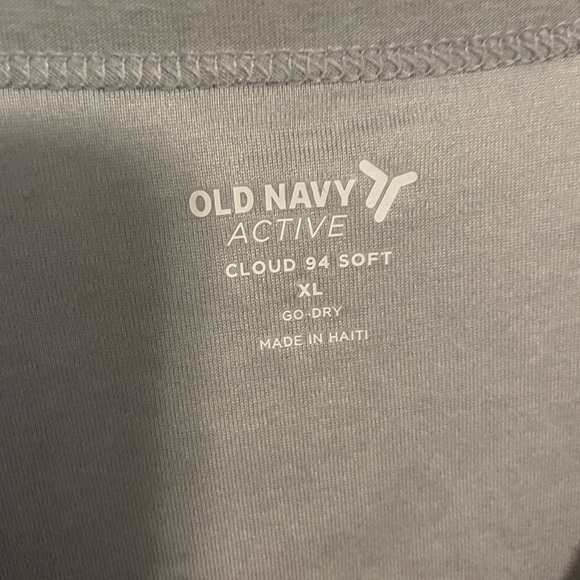 OLD NAVY
ACTIVE
CLOUD 94 SOFT
XL
GO-DRY
MADE IN HAITI